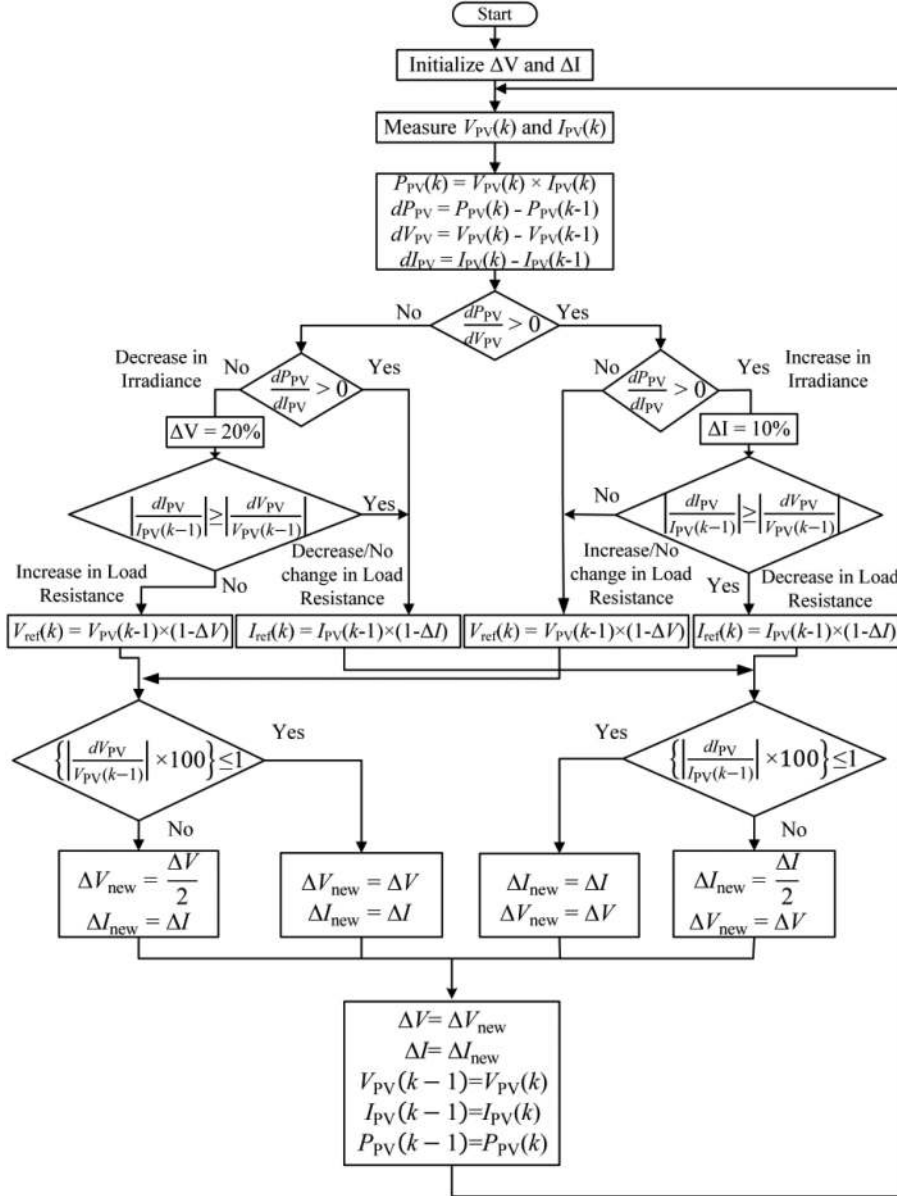 Start
Initialize ΔV and ΔI
Measure V_PV(k) and I_PV(k)
P_PV(k) = V_PV(k) × I_PV(k)
dP_PV = P_PV(k) - P_PV(k-1)
dV_PV = V_PV(k) - V_PV(k-1)
dI_PV = I_PV(k) - I_PV(k-1)
No
dP_PV/dV_PV > 0
Yes
Decrease in
Irradiance
No
dP_PV/dI_PV > 0
Yes
No
dP_PV/dI_PV > 0
Yes
Increase in
Irradiance
ΔV = 20%
ΔI = 10%
|dI_PV/I_PV(k-1)|≥|dV_PV/V_PV(k-1)|
Yes
No
|dI_PV/I_PV(k-1)|≥|dV_PV/V_PV(k-1)|
Increase in Load
Resistance
No
Decrease/No
change in Load
Resistance
Increase/No
change in Load
Resistance
Yes
Decrease in Load
Resistance
V_ref(k) = V_PV(k-1)×(1-ΔV)
I_ref(k) = I_PV(k-1)×(1-ΔI)
V_ref(k) = V_PV(k-1)×(1-ΔV)
I_ref(k) = I_PV(k-1)×(1-ΔI)
{|dV_PV/V_PV(k-1)| ×100}≤1
Yes
Yes
{|dI_PV/I_PV(k-1)| ×100}≤1
No
No
ΔV_new = ΔV/2
ΔI_new = ΔI
ΔV_new = ΔV
ΔI_new = ΔI
ΔI_new = ΔI
ΔV_new = ΔV
ΔI_new = ΔI/2
ΔV_new = ΔV
ΔV= ΔV_new
ΔI= ΔI_new
V_PV(k − 1)=V_PV(k)
I_PV(k − 1)=I_PV(k)
P_PV(k − 1)=P_PV(k)